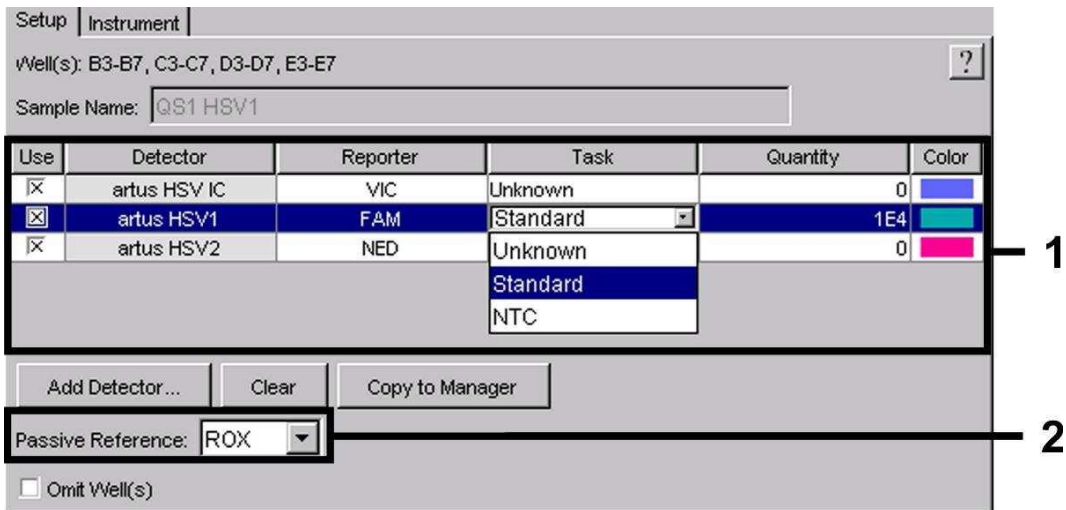 Setup Instrument
Well(s): B3-B7, C3-C7, D3-D7, E3-E7
?
Sample Name: QS1 HSV1
Use Detector Reporter Task Quantity Color
artus HSV IC VIC Unknown 0
artus HSV1 FAM Standard 1E4
artus HSV2 NED Unknown 0
Standard
NTC
1
Add Detector... Clear Copy to Manager
Passive Reference: ROX
2
Omit Well(s)